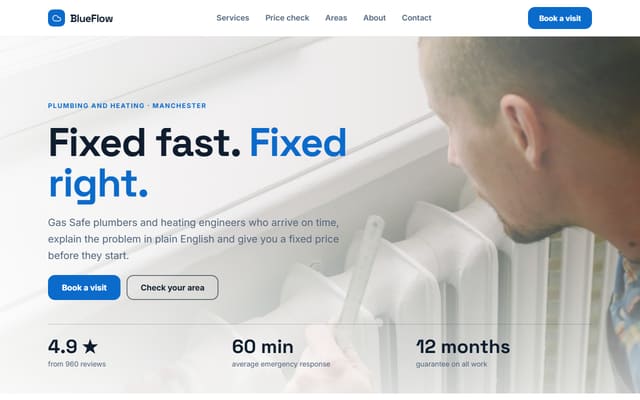 BlueFlow
Services
Price check
Areas
About
Contact
Book a visit
PLUMBING AND HEATING · MANCHESTER
Fixed fast. Fixed
right.
Gas Safe plumbers and heating engineers who arrive on time,
explain the problem in plain English and give you a fixed price
before they start.
Book a visit
Check your area
4.9 ★
from 960 reviews
60 min
average emergency response
12 months
guarantee on all work